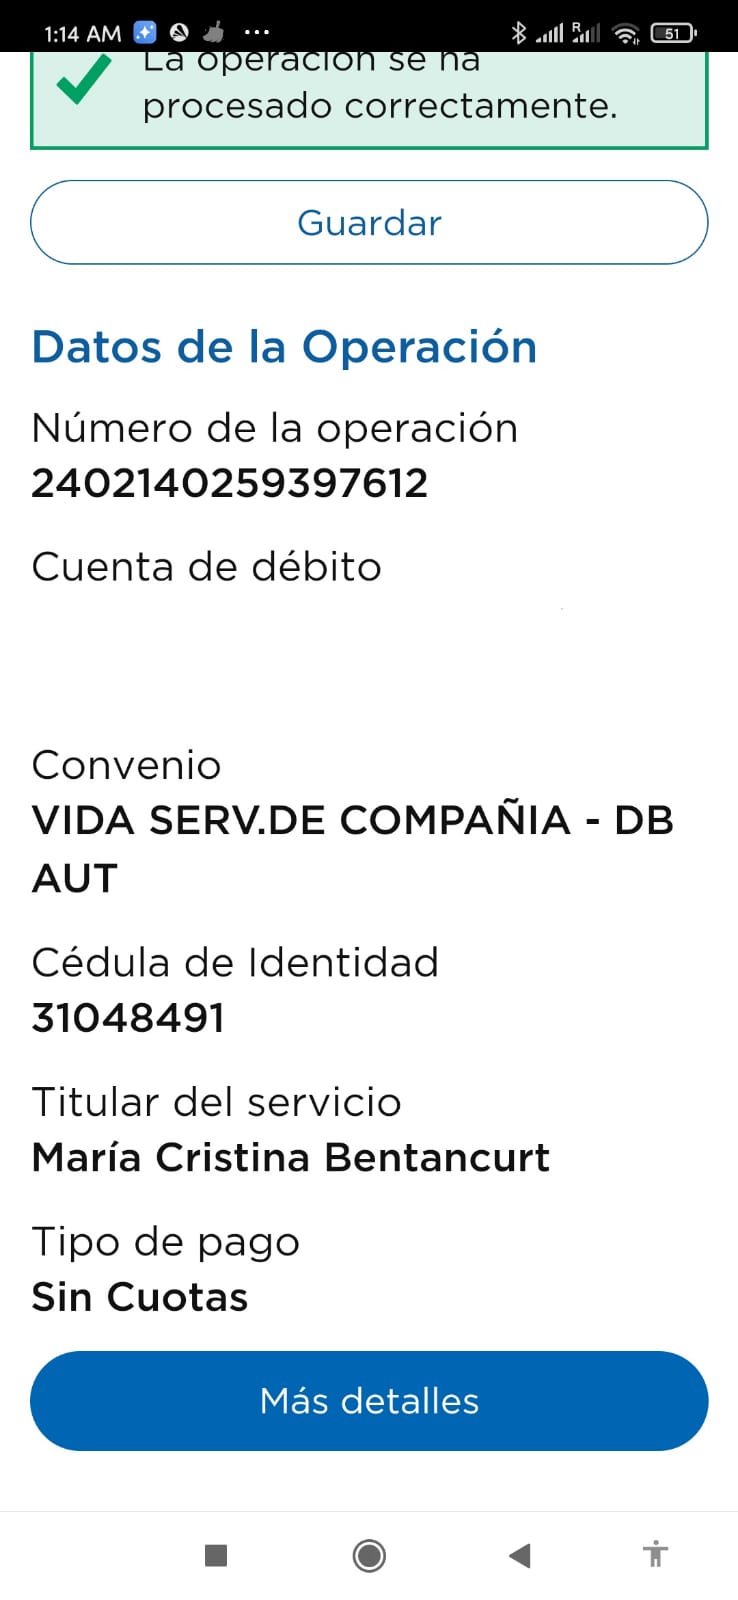 1:14 AM
R
51
La operación se ha
procesado correctamente.
Guardar
Datos de la Operación
Número de la operación
2402140259397612
Cuenta de débito
Convenio
VIDA SERV.DE COMPAÑIA - DB
AUT
Cédula de Identidad
31048491
Titular del servicio
María Cristina Bentancurt
Tipo de pago
Sin Cuotas
Más detalles